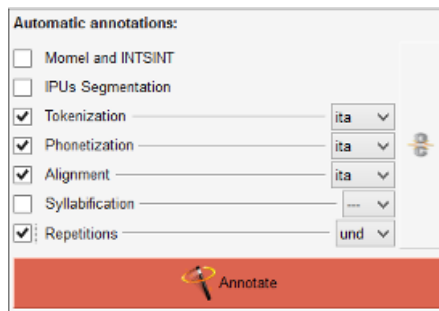 Automatic annotations:
Momel and INTSINT
IPUs Segmentation
Tokenization ita
Phonetization ita
Alignment ita
Syllabification ---
Repetitions und
Annotate